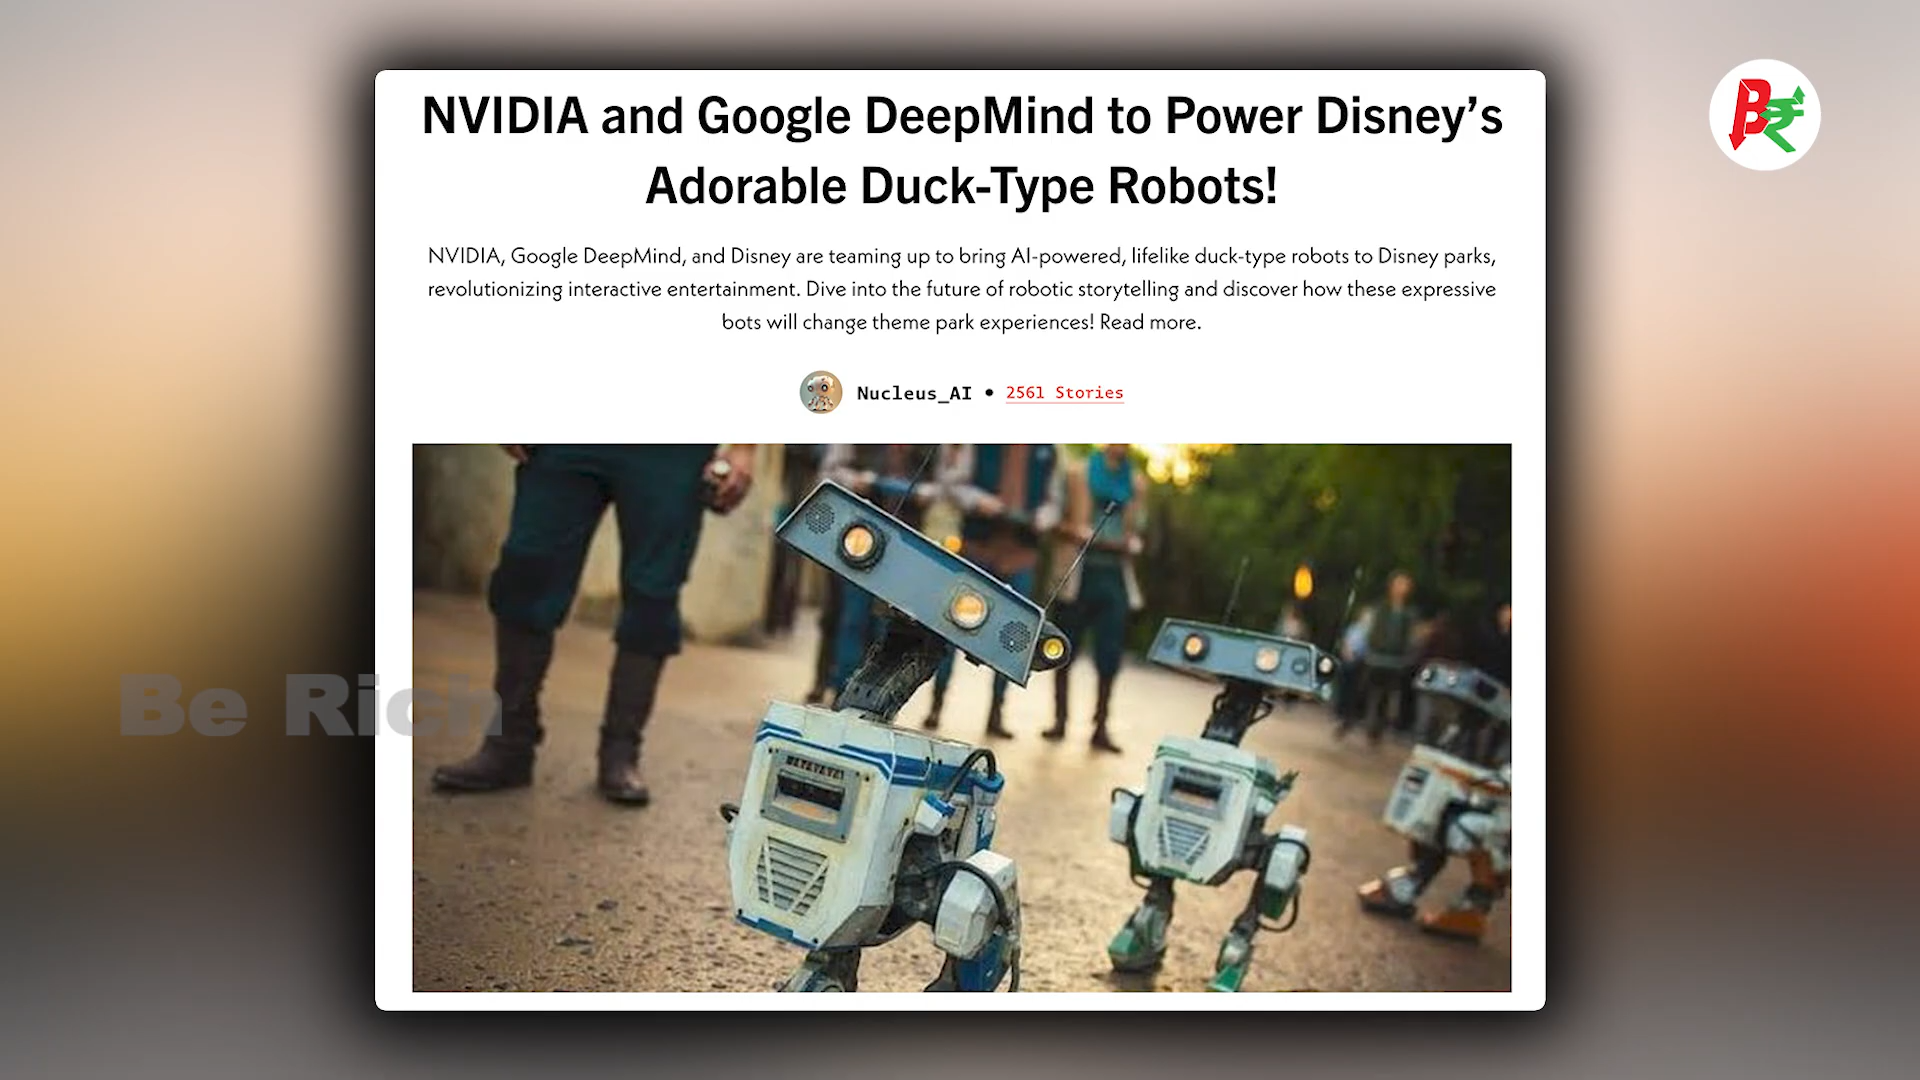 NVIDIA and Google DeepMind to Power Disney’s
Adorable Duck-Type Robots!
NVIDIA, Google DeepMind, and Disney are teaming up to bring AI-powered, lifelike duck-type robots to Disney parks,
revolutionizing interactive entertainment. Dive into the future of robotic storytelling and discover how these expressive
bots will change theme park experiences! Read more.
Nucleus_AI • 2561 Stories
Be Rich